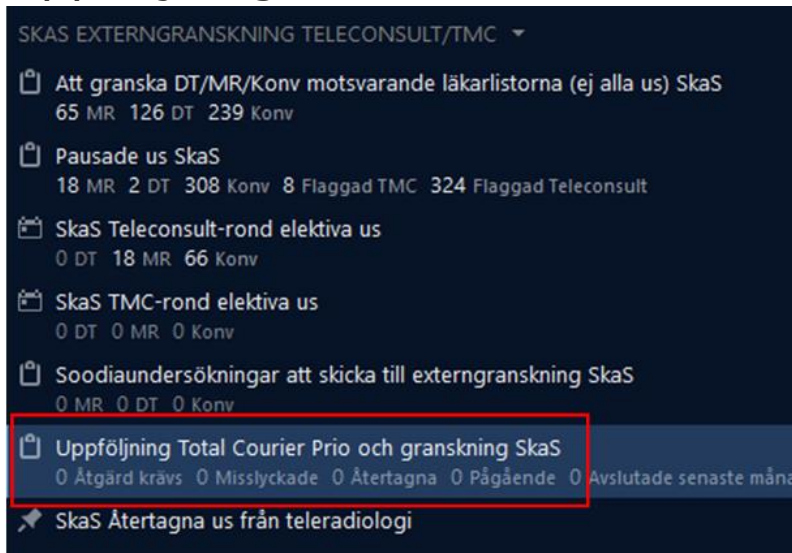 SKAS EXTERNGRANSKNING TELECONSULT/TMC
Att granska DT/MR/Konv motsvarande läkarlistorna (ej alla us) SkaS
65 MR 126 DT 239 Konv
Pausade us SkaS
18 MR 2 DT 308 Konv 8 Flaggad TMC 324 Flaggad Teleconsult
SkaS Teleconsult-rond elektiva us
0 DT 18 MR 66 Konv
SkaS TMC-rond elektiva us
0 DT 0 MR 0 Konv
Soodiaundersökningar att skicka till externgranskning SkaS
0 MR 0 DT 0 Konv
Uppföljning Total Courier Prio och granskning SkaS
0 Åtgärd krävs 0 Misslyckade 0 Återtagna 0 Pågående 0 Avslutade senaste måna
SkaS Återtagna us från teleradiologi